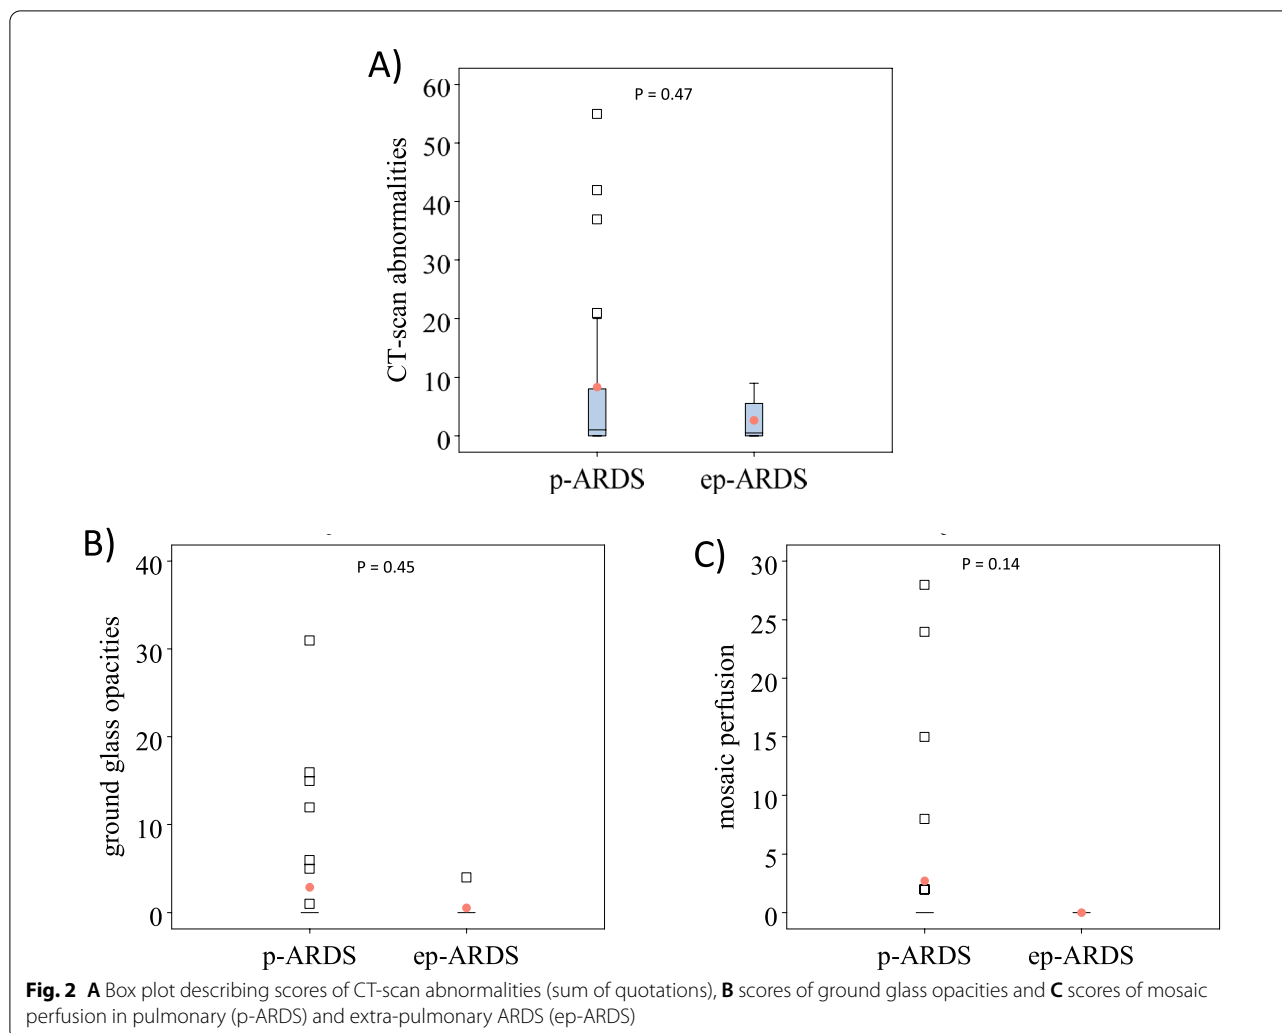 A)
P = 0.47
CT-scan abnormalities
60
50
40
30
20
10
0
p-ARDS ep-ARDS
B)
P = 0.45
ground glass opacities
40
30
20
10
0
p-ARDS ep-ARDS
C)
P = 0.14
mosaic perfusion
30
25
20
15
10
5
0
p-ARDS ep-ARDS
Fig. 2 A Box plot describing scores of CT-scan abnormalities (sum of quotations), B scores of ground glass opacities and C scores of mosaic
perfusion in pulmonary (p-ARDS) and extra-pulmonary ARDS (ep-ARDS)